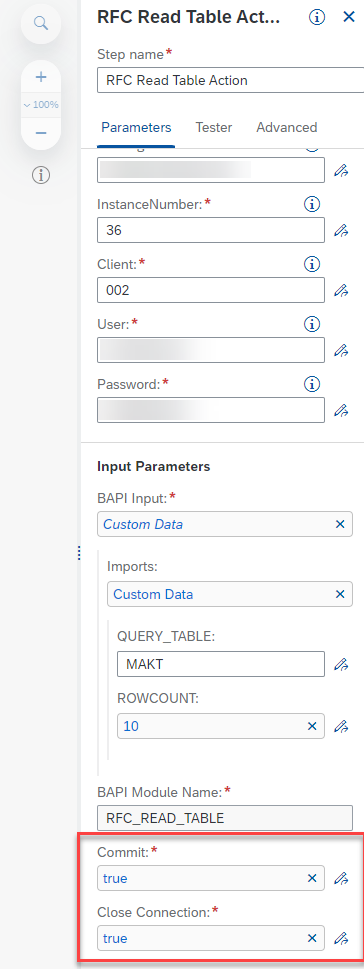 RFC Read Table Act...
Step name*
RFC Read Table Action
100%
Parameters Tester Advanced
InstanceNumber:*
36
Client:*
002
User:*
Password:*
Input Parameters
BAPI Input:*
Custom Data
Imports:
Custom Data
QUERY_TABLE:
MAKT
ROWCOUNT:
10
BAPI Module Name:*
RFC_READ_TABLE
Commit:*
true
Close Connection:*
true